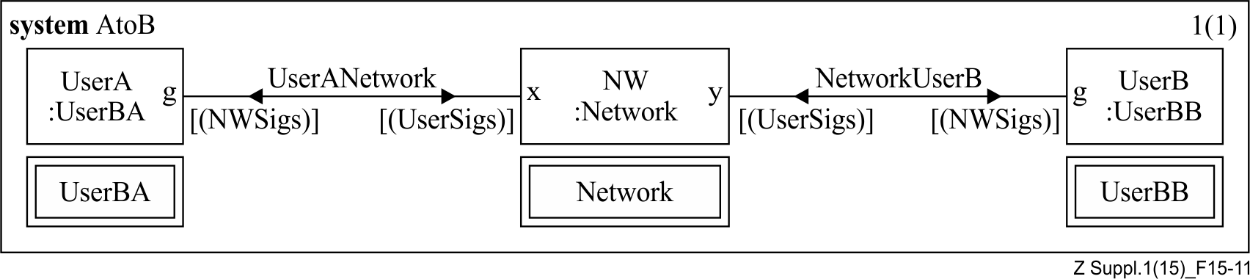 system AtoB
1(1)
UserA
:UserBA
g
UserANetwork
[(NWSigs)]
[(UserSigs)]
x
NW
:Network
y
NetworkUserB
[(UserSigs)]
[(NWSigs)]
g
UserB
:UserBB
UserBA
Network
UserBB
Z Suppl.1(15)_F15-11